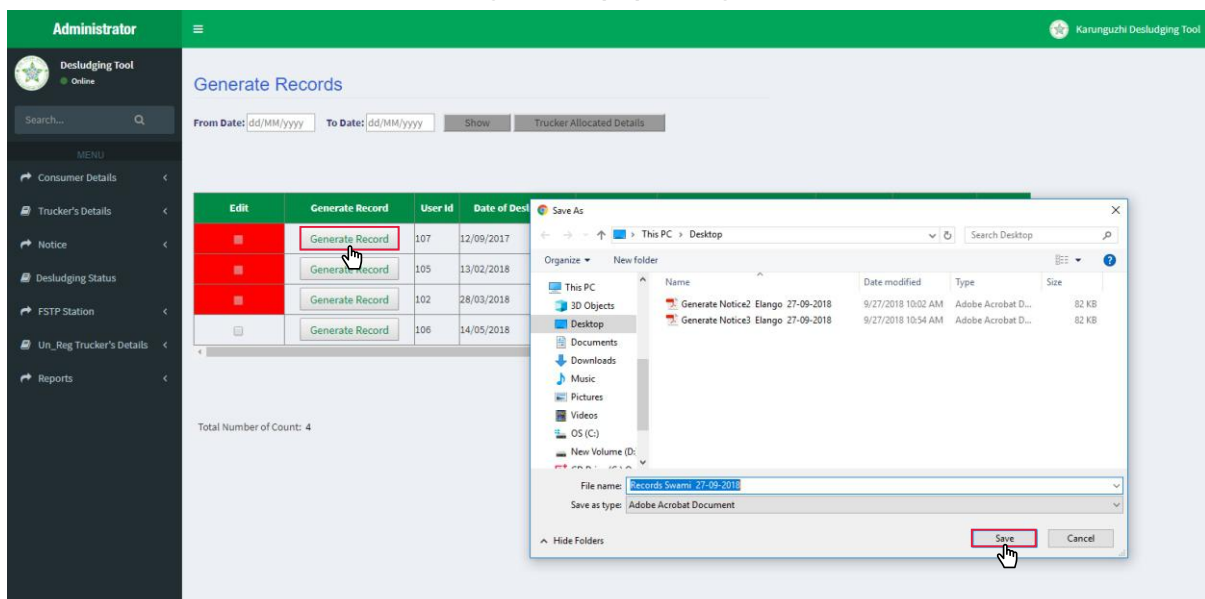 Administrator
Karunguzhi Desludging Tool
Desludging Tool
Online
Search...
MENU
Consumer Details
Trucker's Details
Notice
Desludging Status
FSTP Station
Un_Reg Trucker's Details
Reports
Generate Records
From Date: dd/MM/yyyy To Date: dd/MM/yyyy Show Trucker Allocated Details
Edit Generate Record User Id Date of Desl
Generate Record 107 12/09/2017
Generate Record 105 13/02/2018
Generate Record 102 28/03/2018
Generate Record 106 14/05/2018
Total Number of Count: 4
Save As
This PC > Desktop Search Desktop
Organize New folder
This PC
3D Objects
Desktop
Documents
Downloads
Music
Pictures
Videos
OS (C:)
New Volume (D:
Name Date modified Type Size
Generate Notice2 Elango 27-09-2018 9/27/2018 10:02 AM Adobe Acrobat D... 82 KB
Generate Notice3 Elango 27-09-2018 9/27/2018 10:54 AM Adobe Acrobat D... 82 KB
File name: Records Swami 27-09-2018
Save as type: Adobe Acrobat Document
Hide Folders Save Cancel